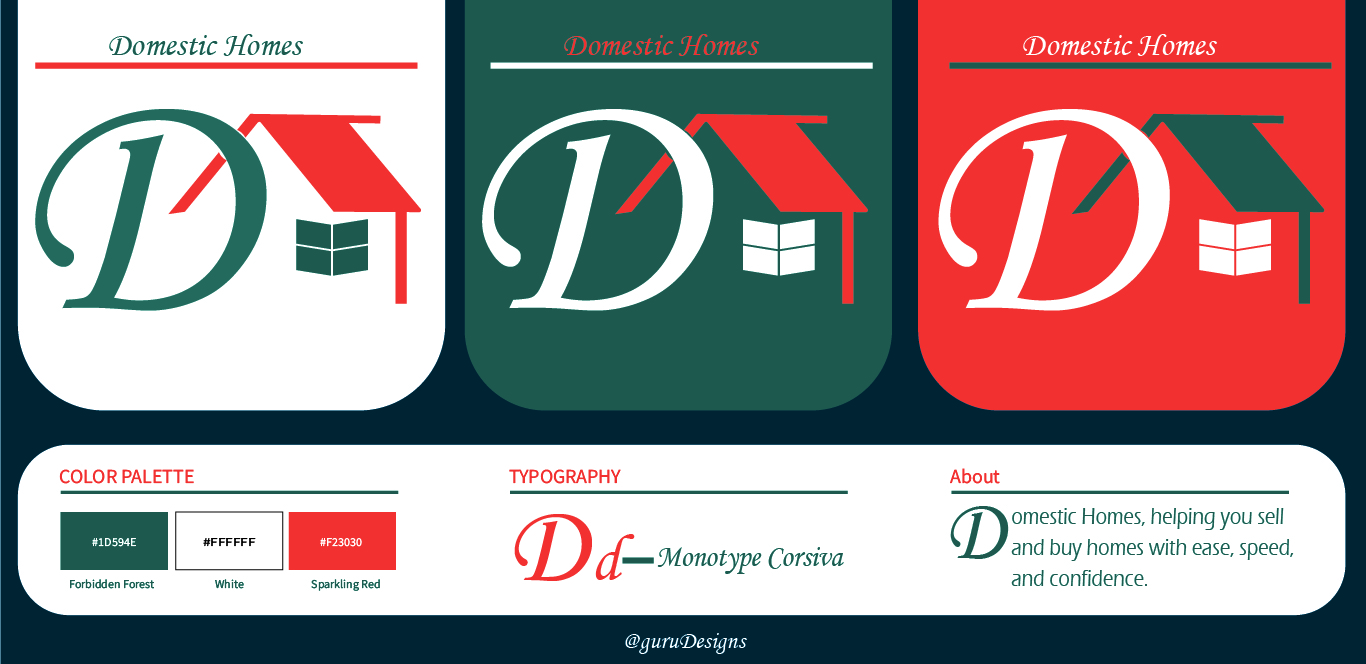 Domestic Homes
Domestic Homes
Domestic Homes
D
D
D
COLOR PALETTE
#1D594E
#FFFFFF
#F23030
Forbidden Forest
White
Sparkling Red
TYPOGRAPHY
Dd—Monotype Corsiva
About
Domestic Homes, helping you sell
and buy homes with ease, speed,
and confidence.
@guruDesigns